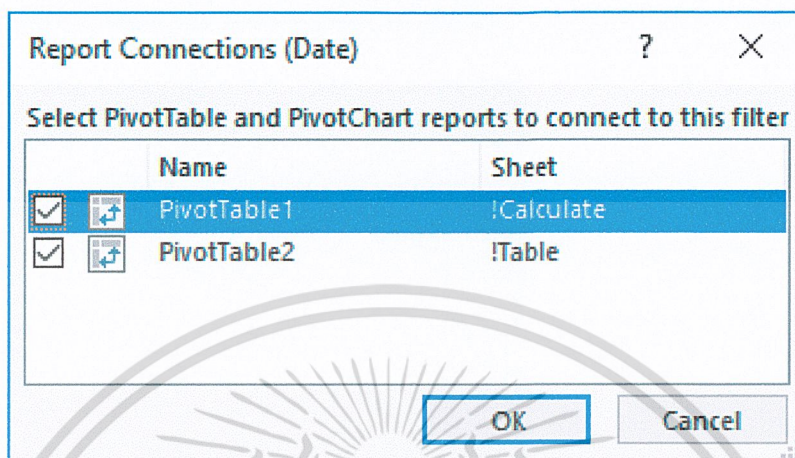 Report Connections (Date) ? ×
Select PivotTable and PivotChart reports to connect to this filter
Name Sheet
PivotTable1 !Calculate
PivotTable2 !Table
OK Cancel